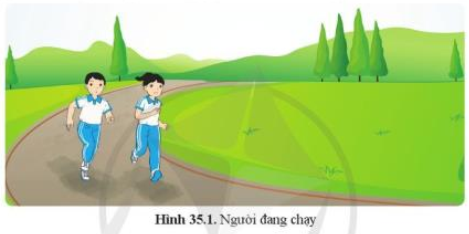 Hình 35.1. Người đang chạy